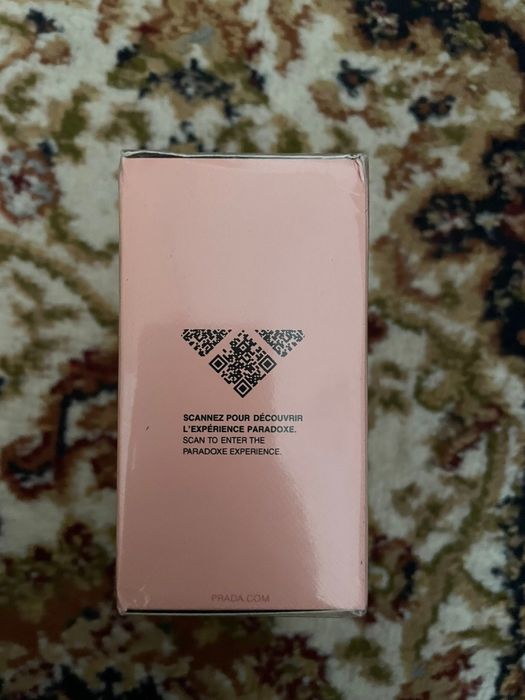 SCANNEZ POUR DÉCOUVRIR
L'EXPÉRIENCE PARADOXE.
SCAN TO ENTER THE
PARADOXE EXPERIENCE.
PRADA.COM